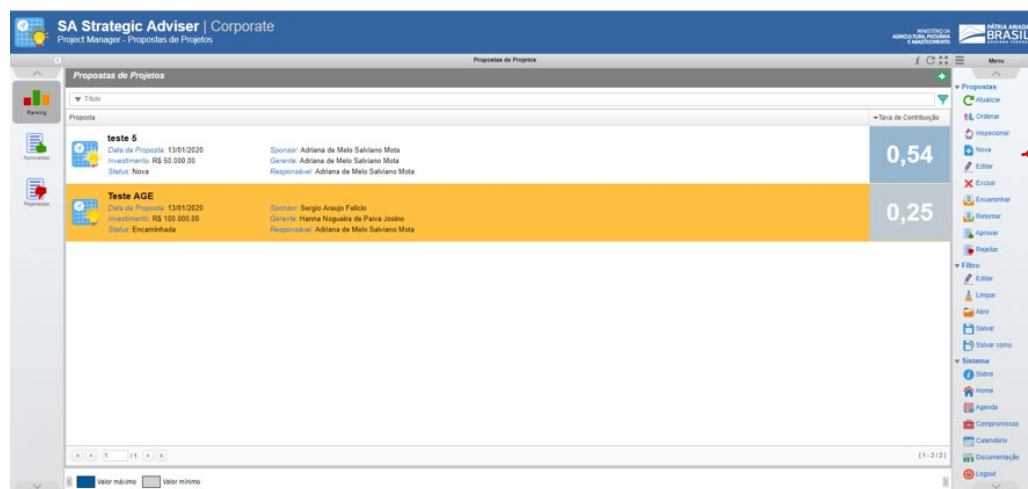 SA Strategic Adviser | Corporate
Project Manager - Propostas de Projetos
MINISTÉRIO DA
AGRICULTURA, PECUÁRIA
E ABASTECIMENTO
PÁTRIA AMADA
BRASIL
GOVERNO FEDERAL
Propostas de Projetos
Menu
Propostas de Projetos
Ranking
Aprovadas
Rejeitadas
Título
Proposta
Taxa de Contribuição
teste 5
Data da Proposta: 13/01/2020
Sponsor: Adriana de Melo Salviano Mota
Investimento: R$ 50.000,00
Gerente: Adriana de Melo Salviano Mota
Status: Nova
Responsável: Adriana de Melo Salviano Mota
0,54
Teste AGE
Data da Proposta: 13/01/2020
Sponsor: Sergio Araujo Felicio
Investimento: R$ 100.000,00
Gerente: Hanna Nogueira de Paiva Josino
Status: Encaminhada
Responsável: Adriana de Melo Salviano Mota
0,25
1 / 1
[ 1 - 2 / 2 ]
Valor máximo
Valor mínimo
Propostas
Atualizar
Ordenar
Inspecionar
Nova
Editar
Excluir
Encaminhar
Retornar
Aprovar
Rejeitar
Filtro
Editar
Limpar
Abrir
Salvar
Salvar como
Sistema
Sobre
Home
Agenda
Compromissos
Calendário
Documentação
Logout